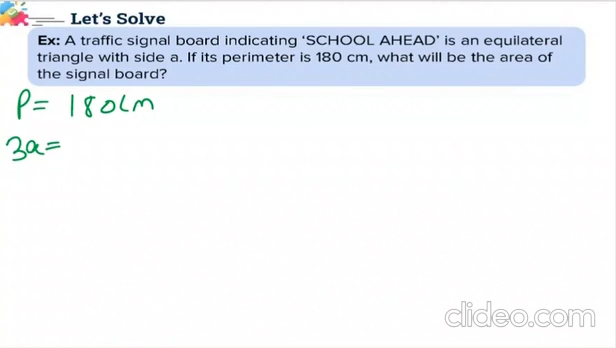 Let's Solve
Ex: A traffic signal board indicating 'SCHOOL AHEAD' is an equilateral
triangle with side a. If its perimeter is 180 cm, what will be the area of
the signal board?
P = 180cm
3a =
clideo.com